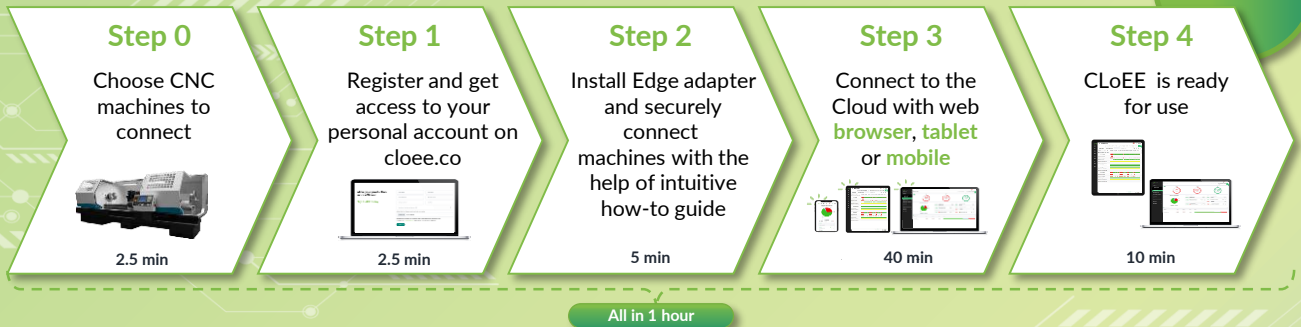 Step 0
Choose CNC
machines to
connect
2.5 min
Step 1
Register and get
access to your
personal account on
cloee.co
2.5 min
Step 2
Install Edge adapter
and securely
connect
machines with the
help of intuitive
how-to guide
5 min
Step 3
Connect to the
Cloud with web
browser, tablet
or mobile
40 min
Step 4
CLoEE is ready
for use
10 min
All in 1 hour